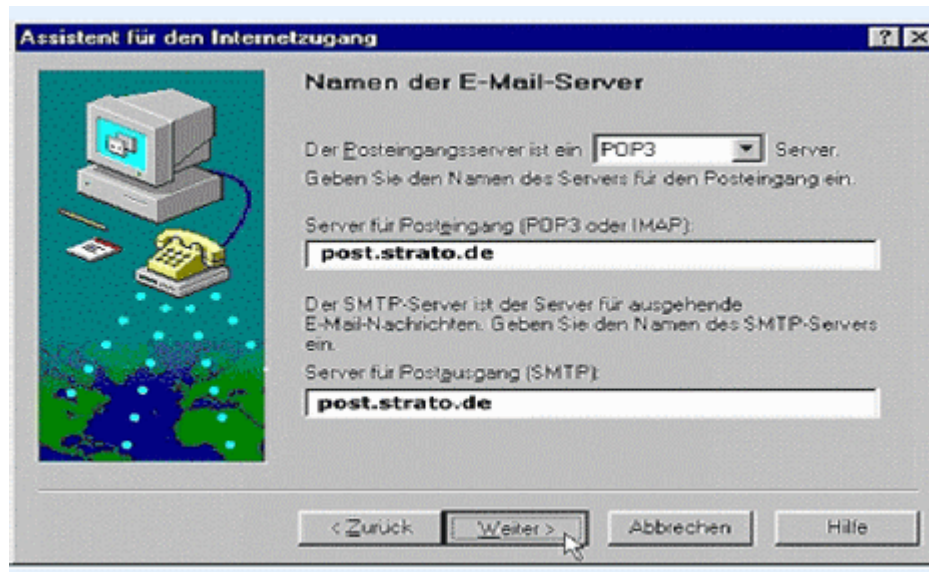 Assistent für den Internetzugang
Namen der E-Mail-Server
Der Posteingangsserver ist ein POP3 Server.
Geben Sie den Namen des Servers für den Posteingang ein.
Server für Posteingang (POP3 oder IMAP):
post.strato.de
Der SMTP-Server ist der Server für ausgehende
E-Mail-Nachrichten. Geben Sie den Namen des SMTP-Servers
ein.
Server für Postausgang (SMTP):
post.strato.de
< Zurück Weiter > Abbrechen Hilfe